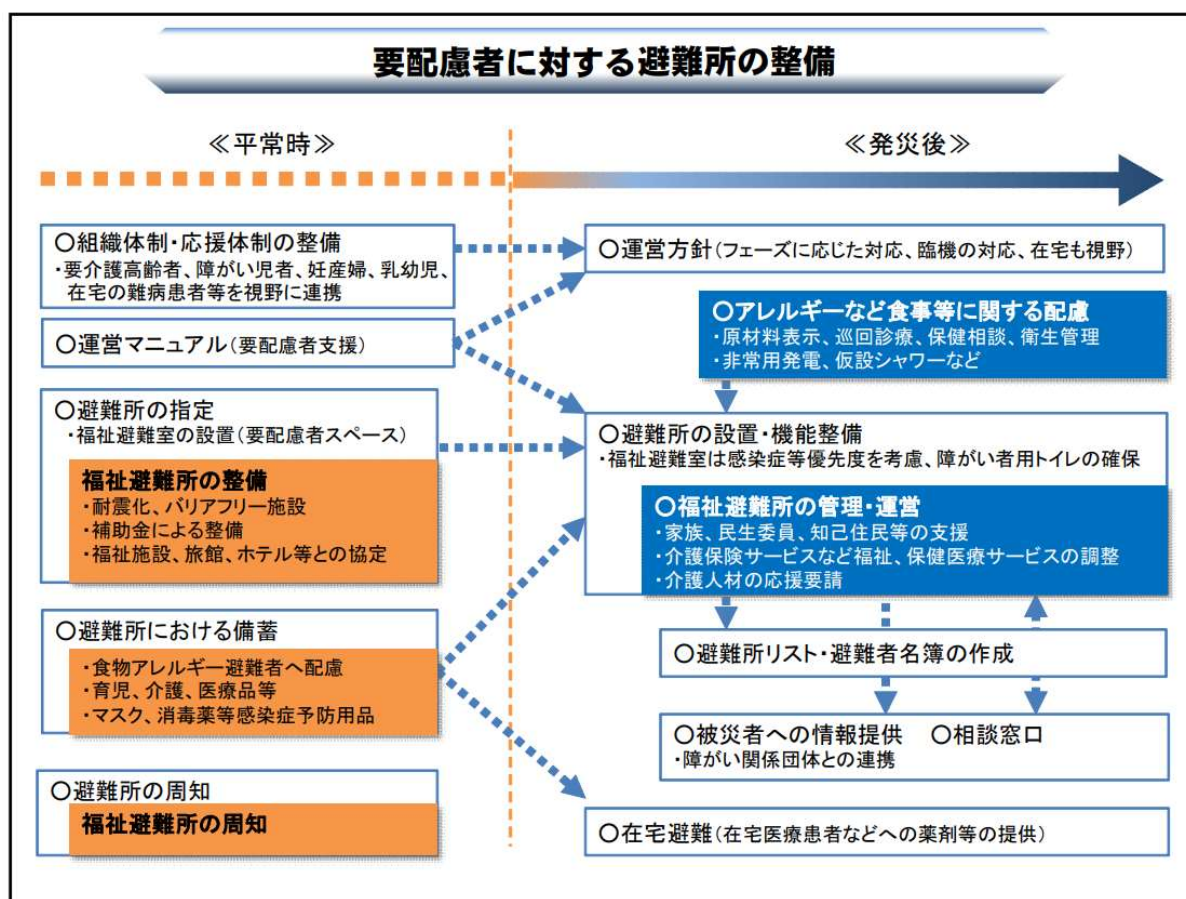 要配慮者に対する避難所の整備
≪平常時≫
≪発災後≫
○組織体制・応援体制の整備
・要介護高齢者、障がい児者、妊産婦、乳幼児、
在宅の難病患者等を視野に連携
○運営マニュアル(要配慮者支援)
○避難所の指定
・福祉避難室の設置(要配慮者スペース)
福祉避難所の整備
・耐震化、バリアフリー施設
・補助金による整備
・福祉施設、旅館、ホテル等との協定
○避難所における備蓄
・食物アレルギー避難者へ配慮
・育児、介護、医療品等
・マスク、消毒薬等感染症予防用品
○避難所の周知
福祉避難所の周知
○運営方針(フェーズに応じた対応、臨機の対応、在宅も視野)
○アレルギーなど食事等に関する配慮
・原材料表示、巡回診療、保健相談、衛生管理
・非常用発電、仮設シャワーなど
○避難所の設置・機能整備
・福祉避難室は感染症等優先度を考慮、障がい者用トイレの確保
○福祉避難所の管理・運営
・家族、民生委員、知己住民等の支援
・介護保険サービスなど福祉、保健医療サービスの調整
・介護人材の応援要請
○避難所リスト・避難者名簿の作成
○被災者への情報提供 ○相談窓口
・障がい関係団体との連携
○在宅避難(在宅医療患者などへの薬剤等の提供)